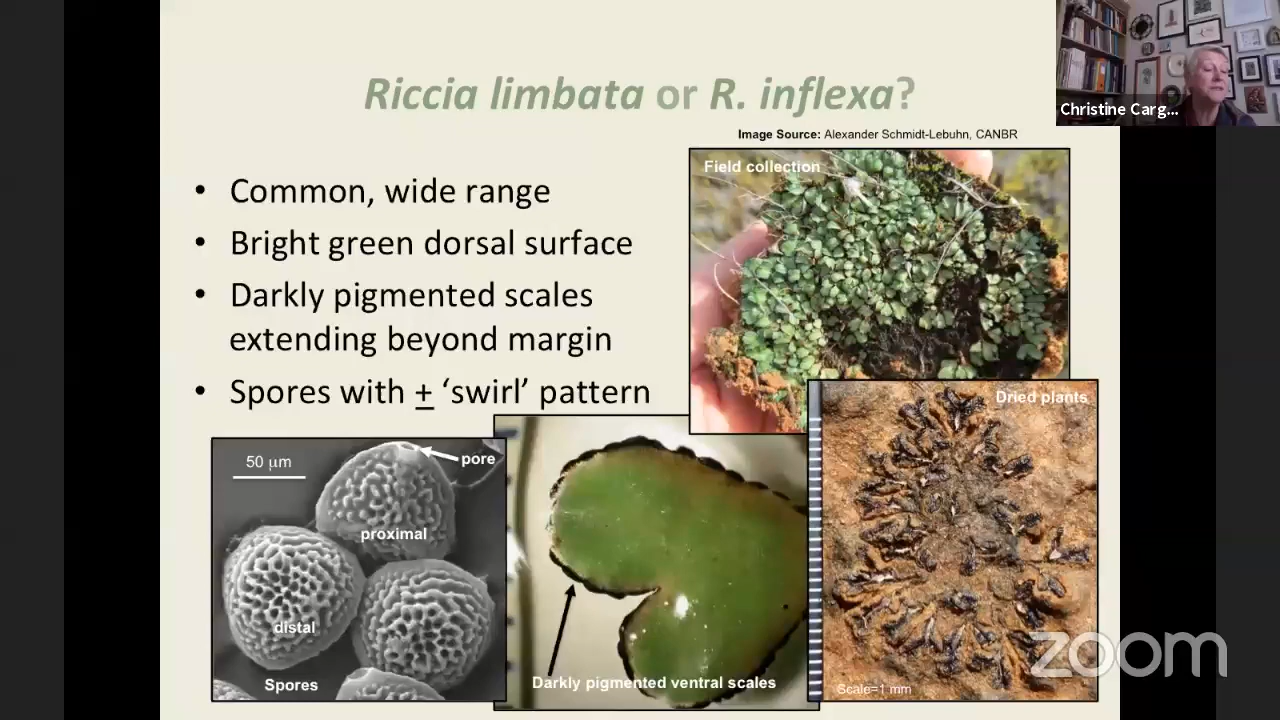 Riccia limbata or R. inflexa?
Christine Carg...
Image Source: Alexander Schmidt-Lebuhn, CANBR
• Common, wide range
• Bright green dorsal surface
• Darkly pigmented scales
extending beyond margin
• Spores with ± ‘swirl’ pattern
Field collection
Dried plants
50 µm
pore
proximal
distal
Spores
Darkly pigmented ventral scales
Scale=1 mm
zoom